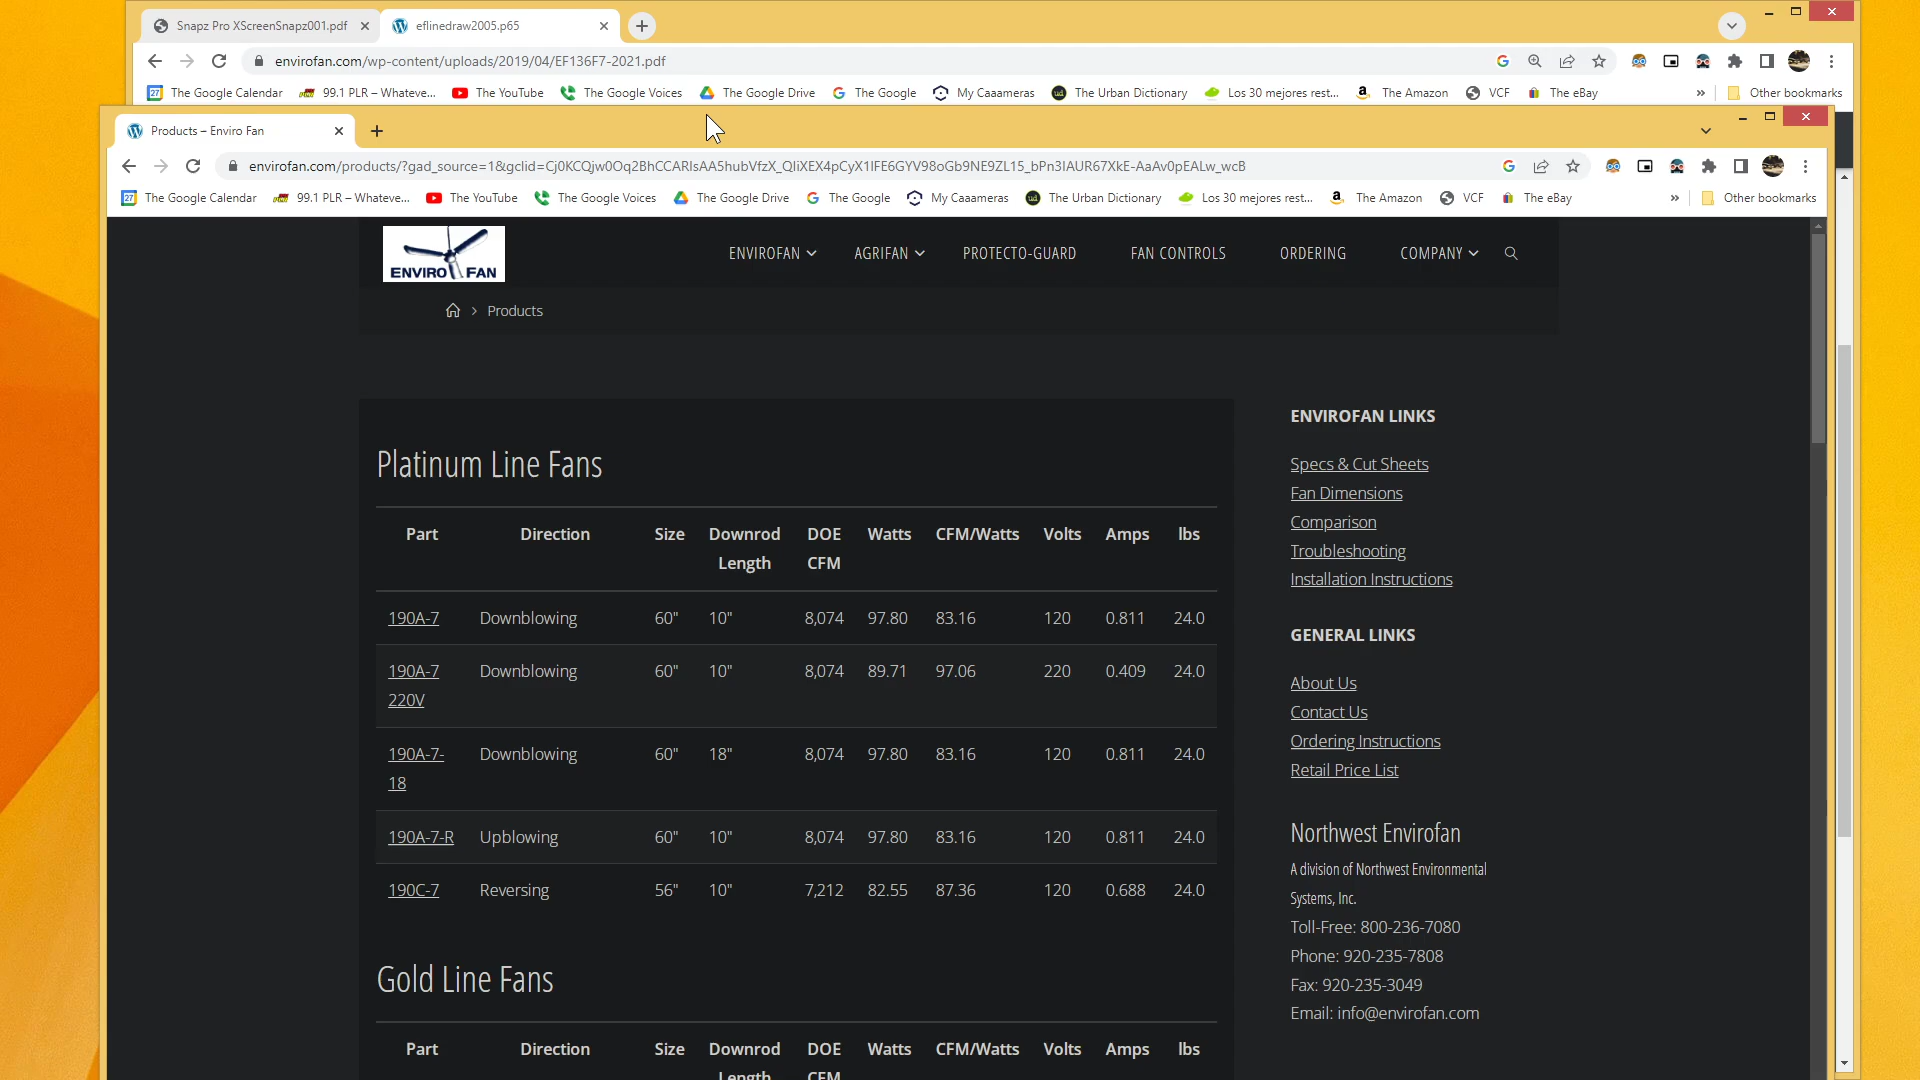 Snapz Pro XScreenSnapz001.pdf
eflinedraw2005.p65
envirofan.com/wp-content/uploads/2019/04/EF136F7-2021.pdf
The Google Calendar 99.1 PLR – Whateve... The YouTube The Google Voices The Google Drive The Google My Caaameras The Urban Dictionary Los 30 mejores rest... The Amazon VCF The eBay » Other bookmarks
Products – Enviro Fan
envirofan.com/products/?gad_source=1&gclid=Cj0KCQjw0Oq2BhCCARIsAA5hubVfzX_QIiXEX4pCyX1IFE6GYV98oGb9NE9ZL15_bPn3IAUR67XkE-AaAv0pEALw_wcB
The Google Calendar 99.1 PLR – Whateve... The YouTube The Google Voices The Google Drive The Google My Caaameras The Urban Dictionary Los 30 mejores rest... The Amazon VCF The eBay » Other bookmarks
ENVIRO FAN
ENVIROFAN AGRIFAN PROTECTO-GUARD FAN CONTROLS ORDERING COMPANY
> Products
Platinum Line Fans
Part Direction Size Downrod Length DOE CFM Watts CFM/Watts Volts Amps lbs
190A-7 Downblowing 60" 10" 8,074 97.80 83.16 120 0.811 24.0
190A-7 220V Downblowing 60" 10" 8,074 89.71 97.06 220 0.409 24.0
190A-7-18 Downblowing 60" 18" 8,074 97.80 83.16 120 0.811 24.0
190A-7-R Upblowing 60" 10" 8,074 97.80 83.16 120 0.811 24.0
190C-7 Reversing 56" 10" 7,212 82.55 87.36 120 0.688 24.0
Gold Line Fans
Part Direction Size Downrod Length DOE CFM Watts CFM/Watts Volts Amps lbs
ENVIROFAN LINKS
Specs & Cut Sheets
Fan Dimensions
Comparison
Troubleshooting
Installation Instructions
GENERAL LINKS
About Us
Contact Us
Ordering Instructions
Retail Price List
Northwest Envirofan
A division of Northwest Environmental
Systems, Inc.
Toll-Free: 800-236-7080
Phone: 920-235-7808
Fax: 920-235-3049
Email: info@envirofan.com